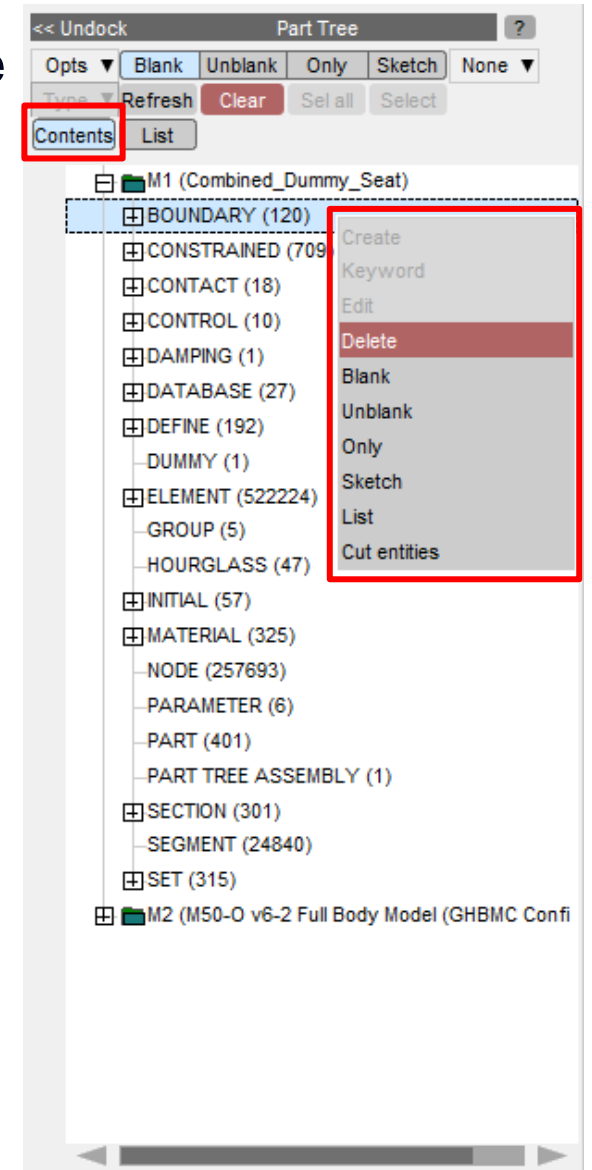 e
<< Undock Part Tree ?
Opts ▼ Blank Unblank Only Sketch None ▼
Type ▼ Refresh Clear Sel all Select
Contents List
M1 (Combined_Dummy_Seat)
BOUNDARY (120)
CONSTRAINED (709
CONTACT (18)
CONTROL (10)
DAMPING (1)
DATABASE (27)
DEFINE (192)
DUMMY (1)
ELEMENT (522224)
GROUP (5)
HOURGLASS (47)
INITIAL (57)
MATERIAL (325)
NODE (257693)
PARAMETER (6)
PART (401)
PART TREE ASSEMBLY (1)
SECTION (301)
SEGMENT (24840)
SET (315)
M2 (M50-O v6-2 Full Body Model (GHBMC Confi
Create
Keyword
Edit
Delete
Blank
Unblank
Only
Sketch
List
Cut entities